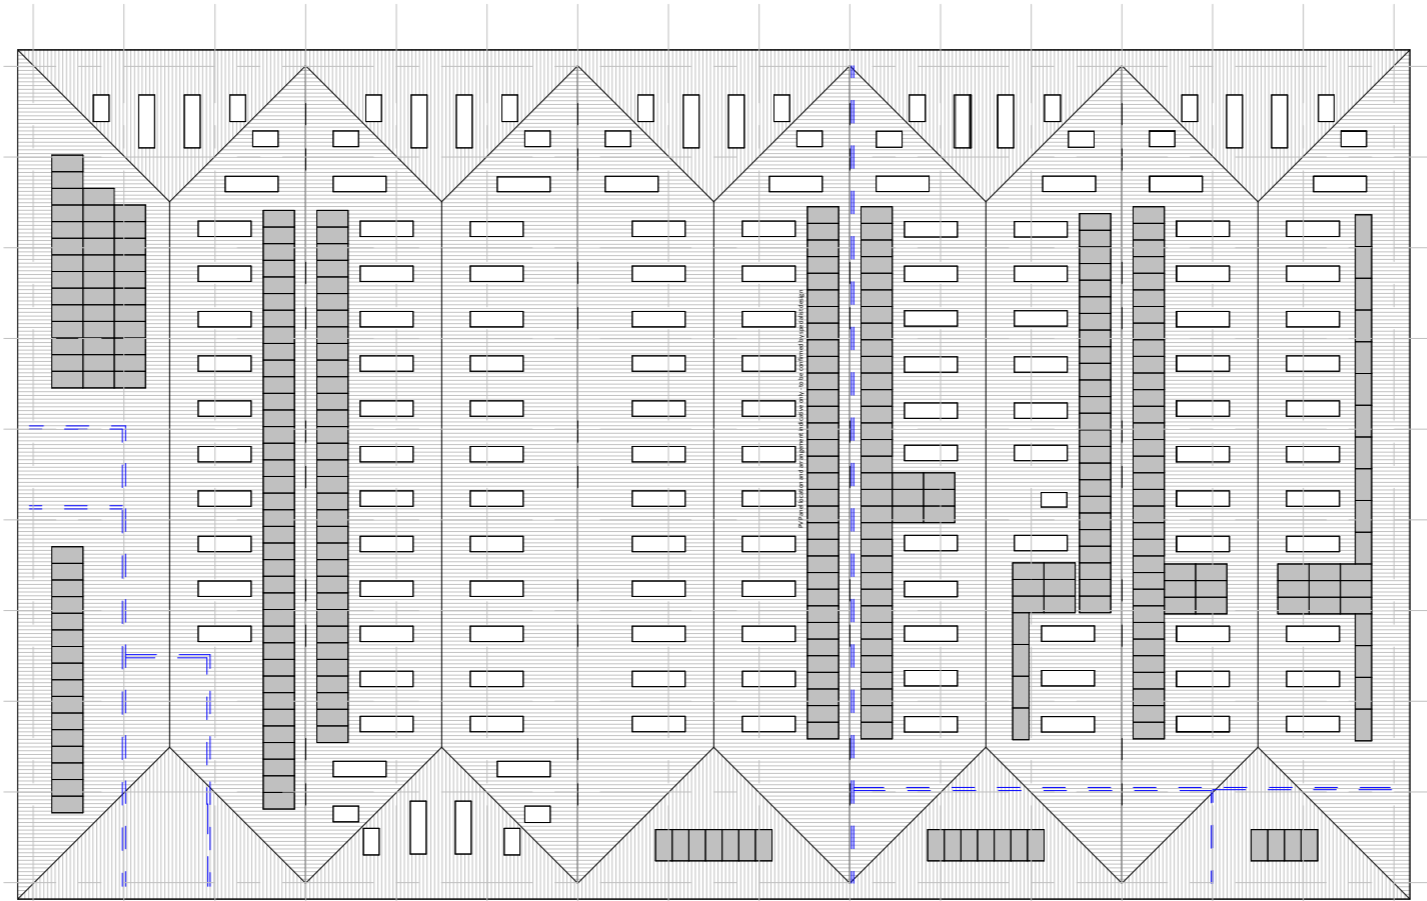 PV Panel location and arrangement indicative only - to be confirmed by specialist design